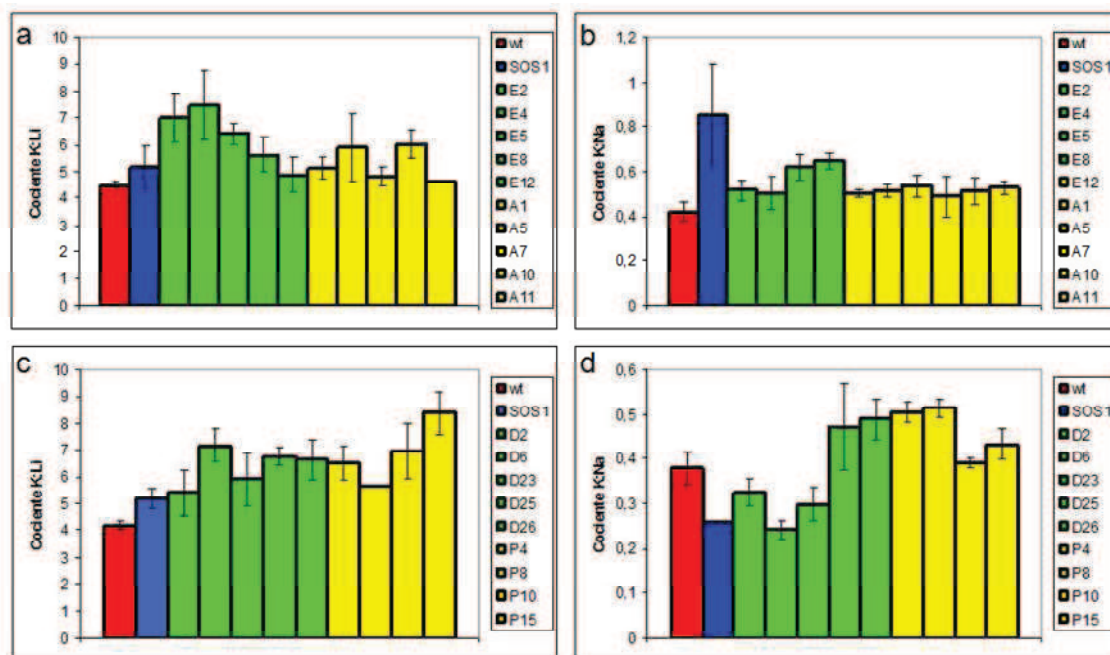 a
Cociente K:Li
10
9
8
7
6
5
4
3
2
1
0
wt
SOS1
E2
E4
E5
E8
E12
A1
A5
A7
A10
A11
b
Cociente K:Na
1,2
1
0,8
0,6
0,4
0,2
0
wt
SOS1
E2
E4
E5
E8
E12
A1
A5
A7
A10
A11
c
Cociente K:Li
10
9
8
7
6
5
4
3
2
1
0
wt
SOS1
D2
D6
D23
D25
D26
P4
P8
P10
P15
d
Cociente K:Na
0,6
0,5
0,4
0,3
0,2
0,1
0
wt
SOS1
D2
D6
D23
D25
D26
P4
P8
P10
P15